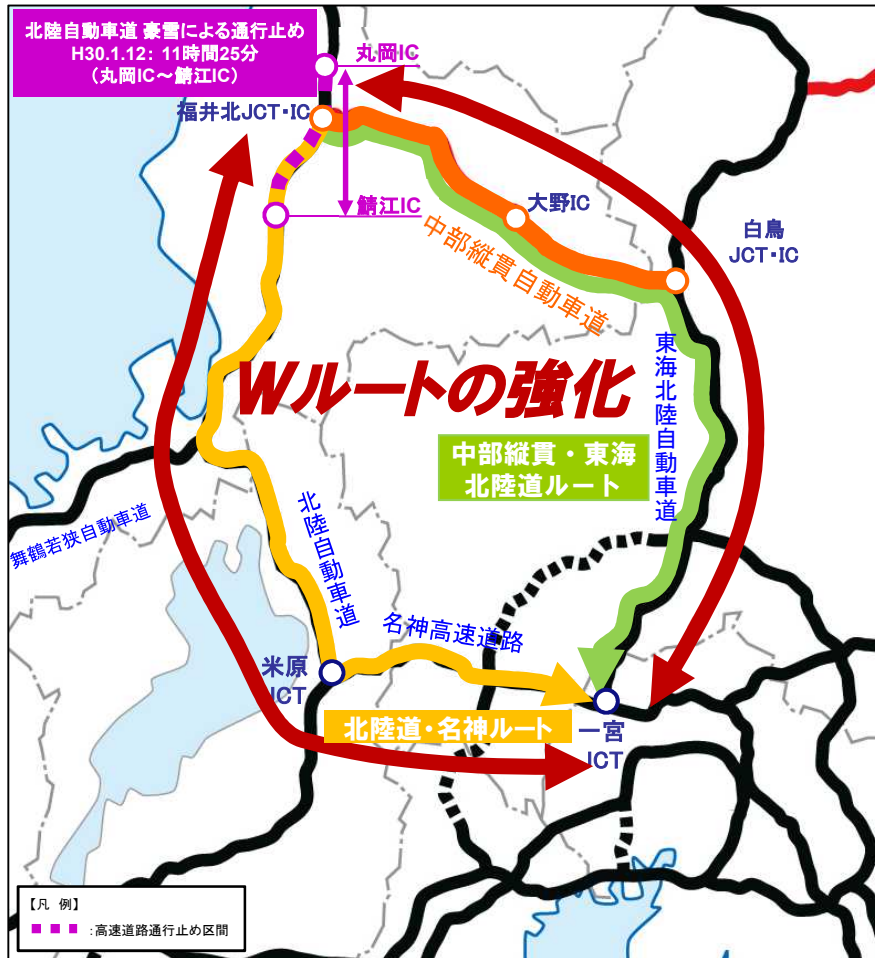 北陸自動車道 豪雪による通行止め
H30.1.12： 11時間25分
（丸岡IC～鯖江IC）
丸岡IC
福井北JCT・IC
鯖江IC
大野IC
白鳥
JCT・IC
中部縦貫自動車道
Wルートの強化
東海北陸自動車道
中部縦貫・東海
北陸道ルート
舞鶴若狭自動車道
北陸自動車道
名神高速道路
米原
JCT
北陸道・名神ルート
一宮
JCT
【凡 例】
：高速道路通行止め区間